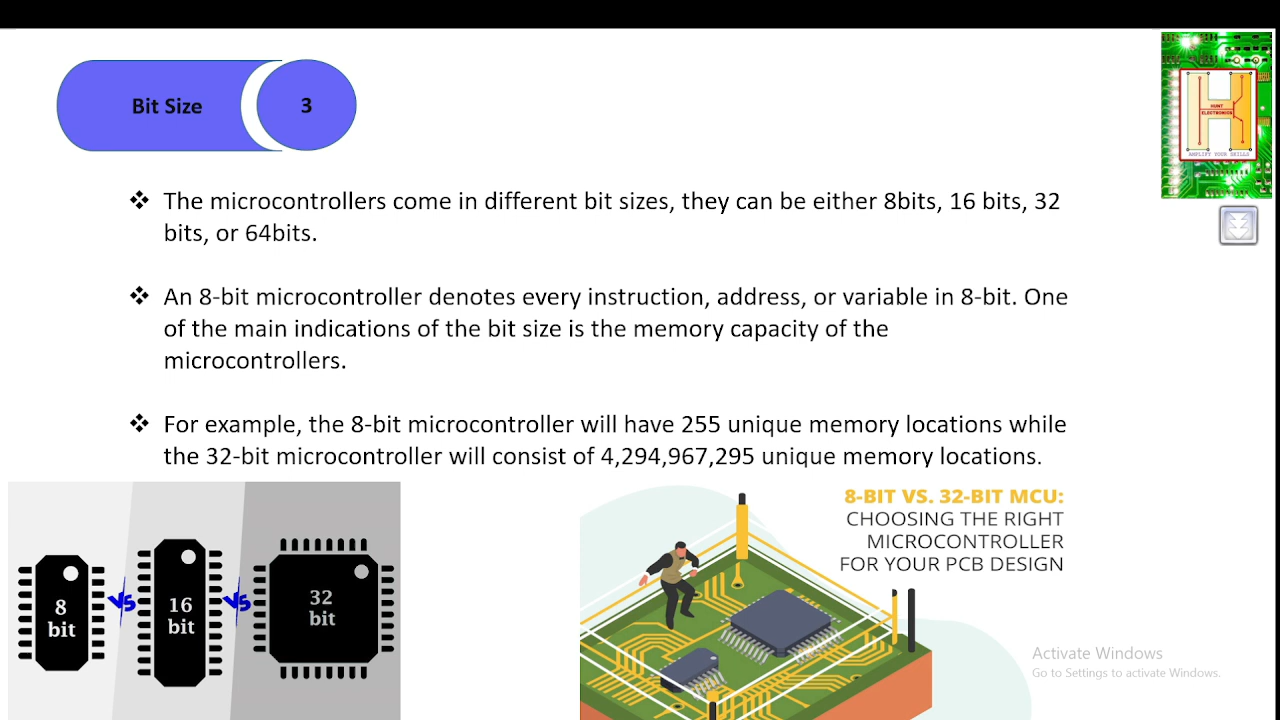 Bit Size
3
HUNT
ELECTRONICS
AMPLIFY YOUR SKILLS
❖ The microcontrollers come in different bit sizes, they can be either 8bits, 16 bits, 32
bits, or 64bits.
❖ An 8-bit microcontroller denotes every instruction, address, or variable in 8-bit. One
of the main indications of the bit size is the memory capacity of the
microcontrollers.
❖ For example, the 8-bit microcontroller will have 255 unique memory locations while
the 32-bit microcontroller will consist of 4,294,967,295 unique memory locations.
8
bit
VS
16
bit
VS
32
bit
8-BIT VS. 32-BIT MCU:
CHOOSING THE RIGHT
MICROCONTROLLER
FOR YOUR PCB DESIGN
Activate Windows
Go to Settings to activate Windows.